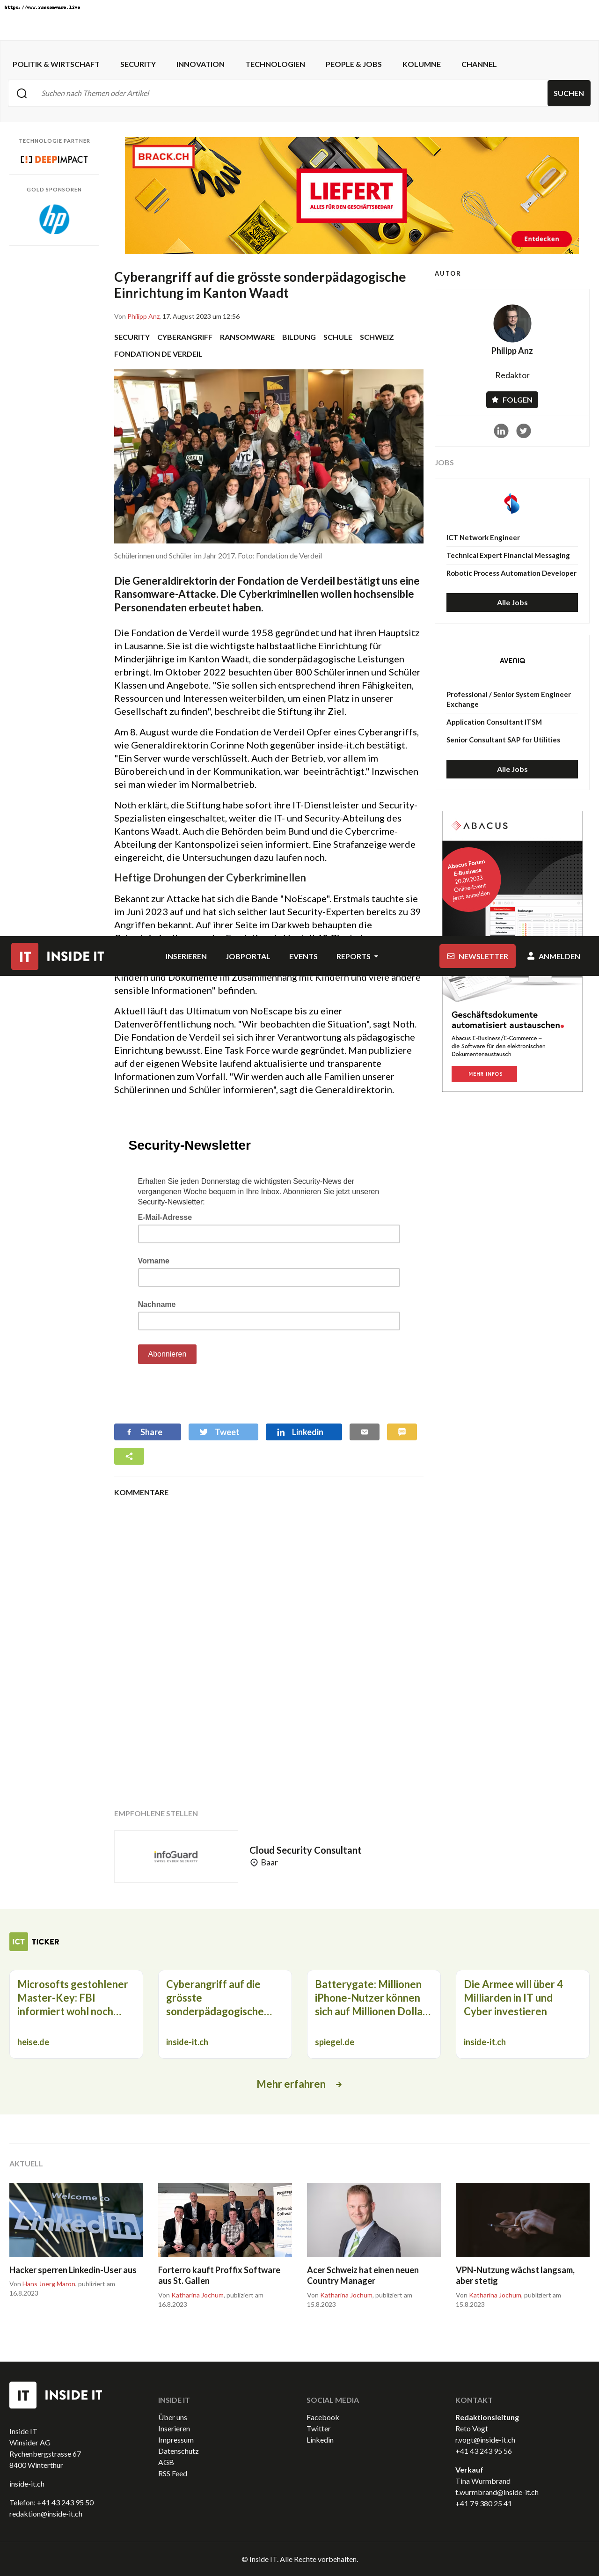 https://www.ransomware.live
POLITIK & WIRTSCHAFT
SECURITY
INNOVATION
TECHNOLOGIEN
PEOPLE & JOBS
KOLUMNE
CHANNEL
Suchen nach Themen oder Artikel
SUCHEN
TECHNOLOGIE PARTNER
[!] DEEPIMPACT
GOLD SPONSOREN
hp
BRACK.CH
LIEFERT
ALLES FÜR DEN GESCHÄFTSBEDARF
Entdecken
Cyberangriff auf die grösste sonderpädagogische
Einrichtung im Kanton Waadt
Von Philipp Anz, 17. August 2023 um 12:56
SECURITY CYBERANGRIFF RANSOMWARE BILDUNG SCHULE SCHWEIZ
FONDATION DE VERDEIL
Schülerinnen und Schüler im Jahr 2017. Foto: Fondation de Verdeil
Die Generaldirektorin der Fondation de Verdeil bestätigt uns eine
Ransomware-Attacke. Die Cyberkriminellen wollen hochsensible
Personendaten erbeutet haben.
Die Fondation de Verdeil wurde 1958 gegründet und hat ihren Hauptsitz
in Lausanne. Sie ist die wichtigste halbstaatliche Einrichtung für
Minderjährige im Kanton Waadt, die sonderpädagogische Leistungen
erbringt. Im Oktober 2022 besuchten über 800 Schülerinnen und Schüler
Klassen und Angebote. "Sie sollen sich entsprechend ihren Fähigkeiten,
Ressourcen und Interessen weiterbilden, um einen Platz in unserer
Gesellschaft zu finden", beschreibt die Stiftung ihr Ziel.
Am 8. August wurde die Fondation de Verdeil Opfer eines Cyberangriffs,
wie Generaldirektorin Corinne Noth gegenüber inside-it.ch bestätigt.
"Ein Server wurde verschlüsselt. Auch der Betrieb, vor allem im
Bürobereich und in der Kommunikation, war beeinträchtigt." Inzwischen
sei man wieder im Normalbetrieb.
Noth erklärt, die Stiftung habe sofort ihre IT-Dienstleister und Security-
Spezialisten eingeschaltet, weiter die IT- und Security-Abteilung des
Kantons Waadt. Auch die Behörden beim Bund und die Cybercrime-
Abteilung der Kantonspolizei seien informiert. Eine Strafanzeige werde
eingereicht, die Untersuchungen dazu laufen noch.
Heftige Drohungen der Cyberkriminellen
Bekannt zur Attacke hat sich die Bande "NoEscape". Erstmals tauchte sie
im Juni 2023 auf und hat sich seither laut Security-Experten bereits zu 39
Angriffen bekannt. Auf ihrer Seite im Darkweb behaupten die
INSIDE IT
INSERIEREN
JOBPORTAL
EVENTS
REPORTS
NEWSLETTER
ANMELDEN
Kindern und Dokumente im Zusammenhang mit Kindern und viele andere
sensible Informationen" befinden.
Aktuell läuft das Ultimatum von NoEscape bis zu einer
Datenveröffentlichung noch. "Wir beobachten die Situation", sagt Noth.
Die Fondation de Verdeil sei sich ihrer Verantwortung als pädagogische
Einrichtung bewusst. Eine Task Force wurde gegründet. Man publiziere
auf der eigenen Website laufend aktualisierte und transparente
Informationen zum Vorfall. "Wir werden auch alle Familien unserer
Schülerinnen und Schüler informieren", sagt die Generaldirektorin.
AUTOR
Philipp Anz
Redaktor
FOLGEN
JOBS
ICT Network Engineer
Technical Expert Financial Messaging
Robotic Process Automation Developer
Alle Jobs
AVENIQ
Professional / Senior System Engineer
Exchange
Application Consultant ITSM
Senior Consultant SAP for Utilities
Alle Jobs
ABACUS
Abacus Forum
E-Business
20.09.2023
Online-Event
jetzt anmelden
Geschäftsdokumente
automatisiert austauschen
Abacus E-Business/E-Commerce –
die Software für den elektronischen
Dokumentenaustausch
MEHR INFOS
Security-Newsletter
Erhalten Sie jeden Donnerstag die wichtigsten Security-News der
vergangenen Woche bequem in Ihre Inbox. Abonnieren Sie jetzt unseren
Security-Newsletter:
E-Mail-Adresse
Vorname
Nachname
Abonnieren
Share
Tweet
Linkedin
KOMMENTARE
EMPFOHLENE STELLEN
infoGuard
SWISS CYBER SECURITY
Cloud Security Consultant
Baar
ICT TICKER
Microsofts gestohlener
Master-Key: FBI
informiert wohl noch...
heise.de
Cyberangriff auf die
grösste
sonderpädagogische...
inside-it.ch
Batterygate: Millionen
iPhone-Nutzer können
sich auf Millionen Dolla...
spiegel.de
Die Armee will über 4
Milliarden in IT und
Cyber investieren
inside-it.ch
Mehr erfahren
AKTUELL
Welcome to
LinkedIn
Hacker sperren Linkedin-User aus
Von Hans Joerg Maron, publiziert am
16.8.2023
Forterro kauft Proffix Software
aus St. Gallen
Von Katharina Jochum, publiziert am
16.8.2023
Acer Schweiz hat einen neuen
Country Manager
Von Katharina Jochum, publiziert am
15.8.2023
VPN-Nutzung wächst langsam,
aber stetig
Von Katharina Jochum, publiziert am
15.8.2023
IT INSIDE IT
Inside IT
Winsider AG
Rychenbergstrasse 67
8400 Winterthur
inside-it.ch
Telefon: +41 43 243 95 50
redaktion@inside-it.ch
INSIDE IT
Über uns
Inserieren
Impressum
Datenschutz
AGB
RSS Feed
SOCIAL MEDIA
Facebook
Twitter
Linkedin
KONTAKT
Redaktionsleitung
Reto Vogt
r.vogt@inside-it.ch
+41 43 243 95 56
Verkauf
Tina Wurmbrand
t.wurmbrand@inside-it.ch
+41 79 380 25 41
© Inside IT. Alle Rechte vorbehalten.